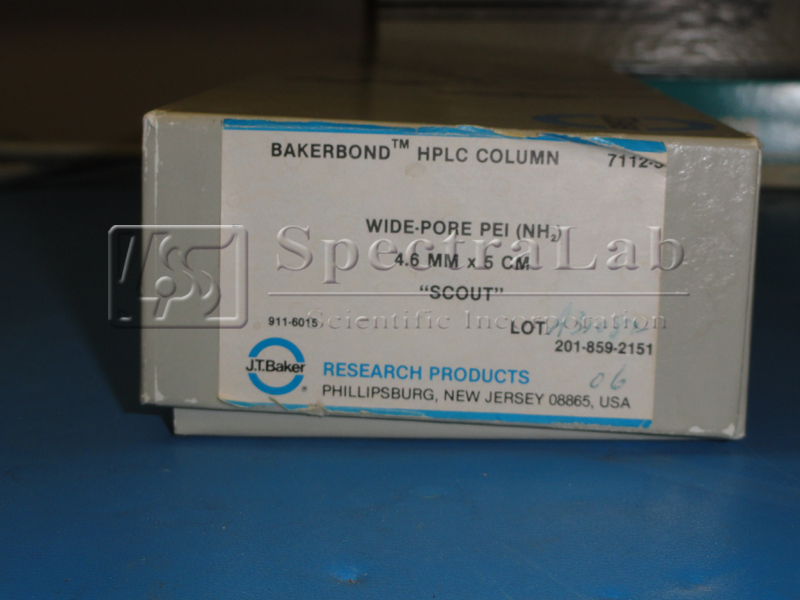 BAKERBOND™ HPLC COLUMN 7112-
WIDE-PORE PEI (NH₂)
4.6 MM x 5 CM
"SCOUT"
SpectraLab
Scientific Incorporation
911-6015
LOT.
201-859-2151
J.T.Baker
RESEARCH PRODUCTS
06
PHILLIPSBURG, NEW JERSEY 08865, USA